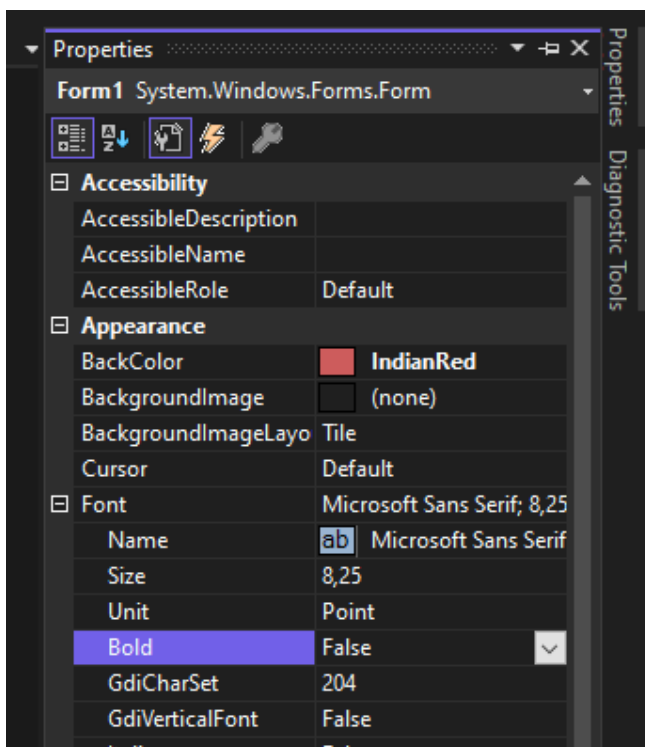 Properties
Form1 System.Windows.Forms.Form
Accessibility
AccessibleDescription
AccessibleName
AccessibleRole Default
Appearance
BackColor IndianRed
BackgroundImage (none)
BackgroundImageLayo Tile
Cursor Default
Font Microsoft Sans Serif; 8,25
Name ab Microsoft Sans Serif
Size 8,25
Unit Point
Bold False
GdiCharSet 204
GdiVerticalFont False
Properties
Diagnostic Tools